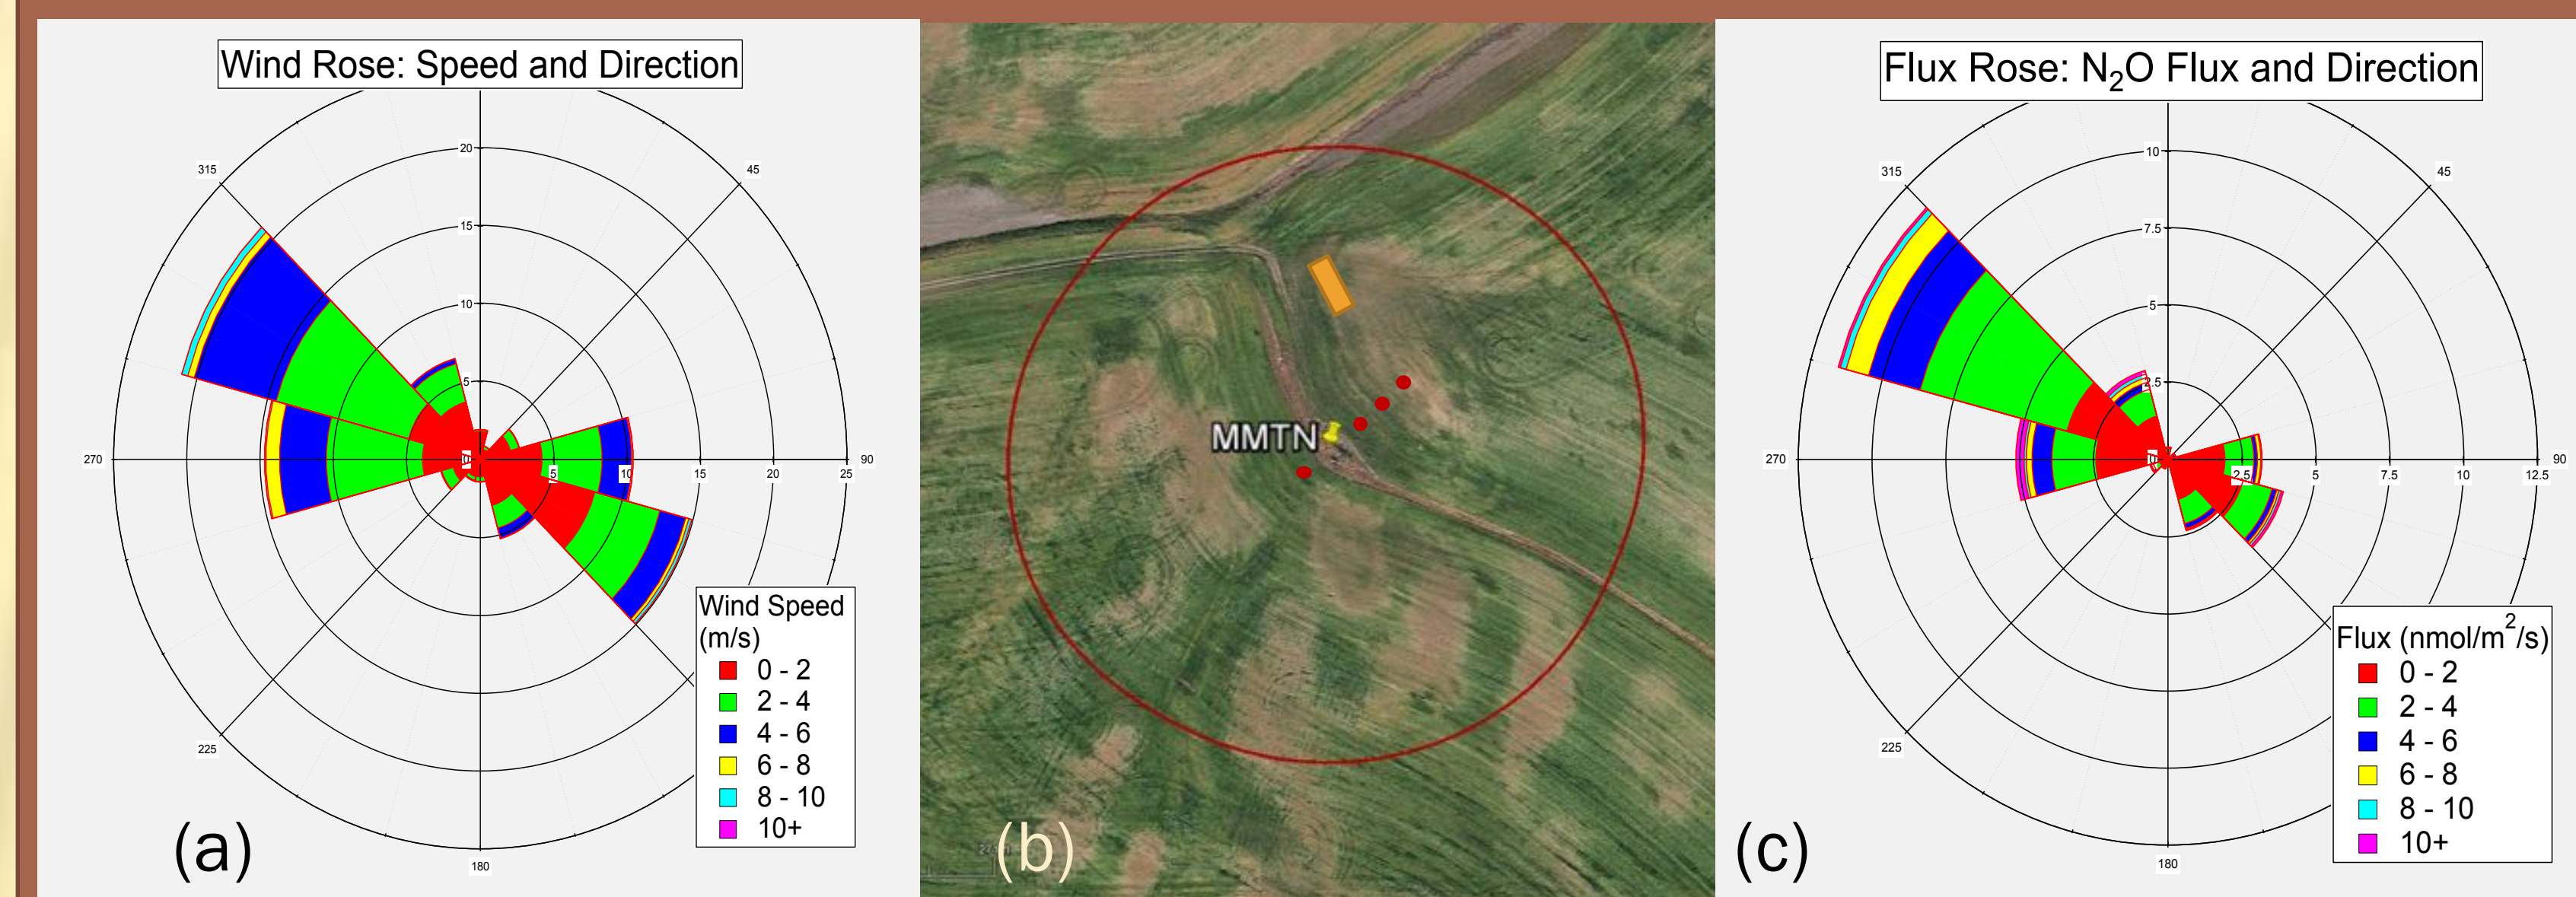 Wind Rose: Speed and Direction
20
15
10
5
0
5
10
15
20
25
315
45
270
90
225
180
Wind Speed
(m/s)
0 - 2
2 - 4
4 - 6
6 - 8
8 - 10
10+
(a)
MMTN
(b)
Flux Rose: N₂O Flux and Direction
10
7.5
5
2.5
0
2.5
5
7.5
10
12.5
315
45
270
90
225
180
Flux (nmol/m²/s)
0 - 2
2 - 4
4 - 6
6 - 8
8 - 10
10+
(c)